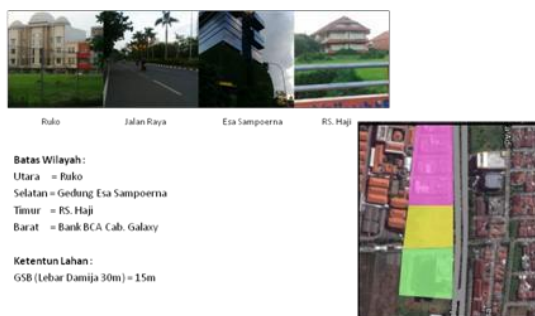 Ruko
Jalan Raya
Esa Sampoerna
RS. Haji
Batas Wilayah :
Utara = Ruko
Selatan = Gedung Esa Sampoerna
Timur = RS. Haji
Barat = Bank BCA Cab. Galaxy
Ketentun Lahan :
GSB (Lebar Damija 30m) = 15m